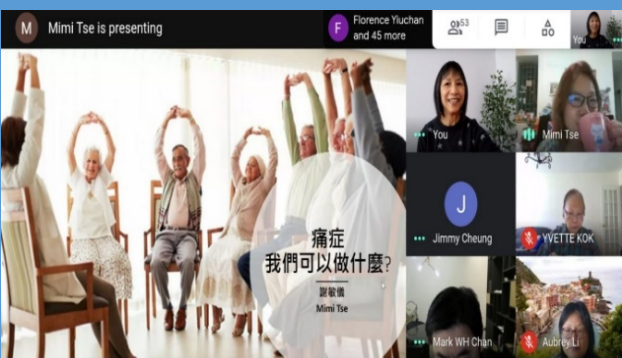 M Mimi Tse is presenting
F Florence Yiuchan
and 45 more
53
You
痛症
我們可以做什麼?
謝敏儀
Mimi Tse
You
Mimi Tse
J
Jimmy Cheung
YVETTE KOK
Mark WH Chan
Aubrey Li